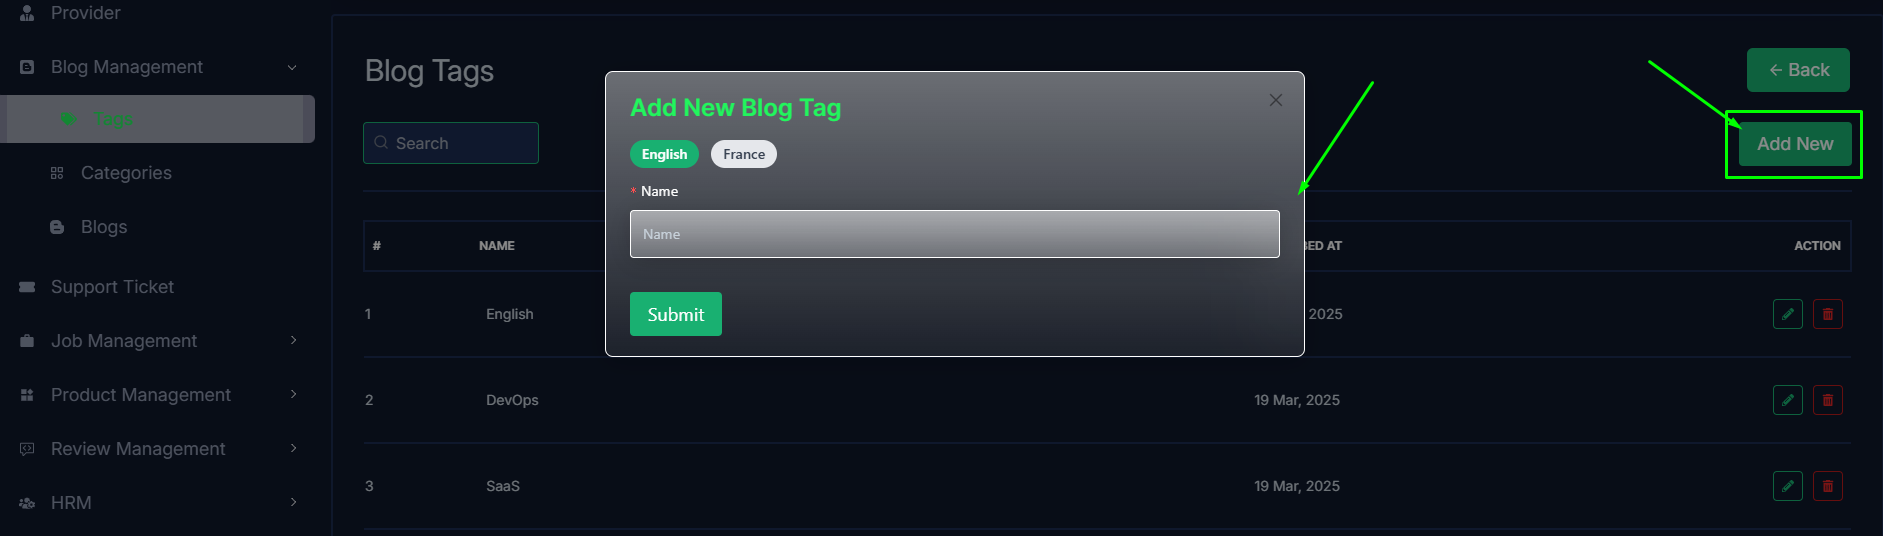 Provider
Blog Management
Tags
Categories
Blogs
Support Ticket
Job Management
Product Management
Review Management
HRM
Blog Tags
Back
Search
Add New
Add New Blog Tag
English France
* Name
Name
Submit
# NAME ED AT ACTION
1 English 2025
2 DevOps 19 Mar, 2025
3 SaaS 19 Mar, 2025